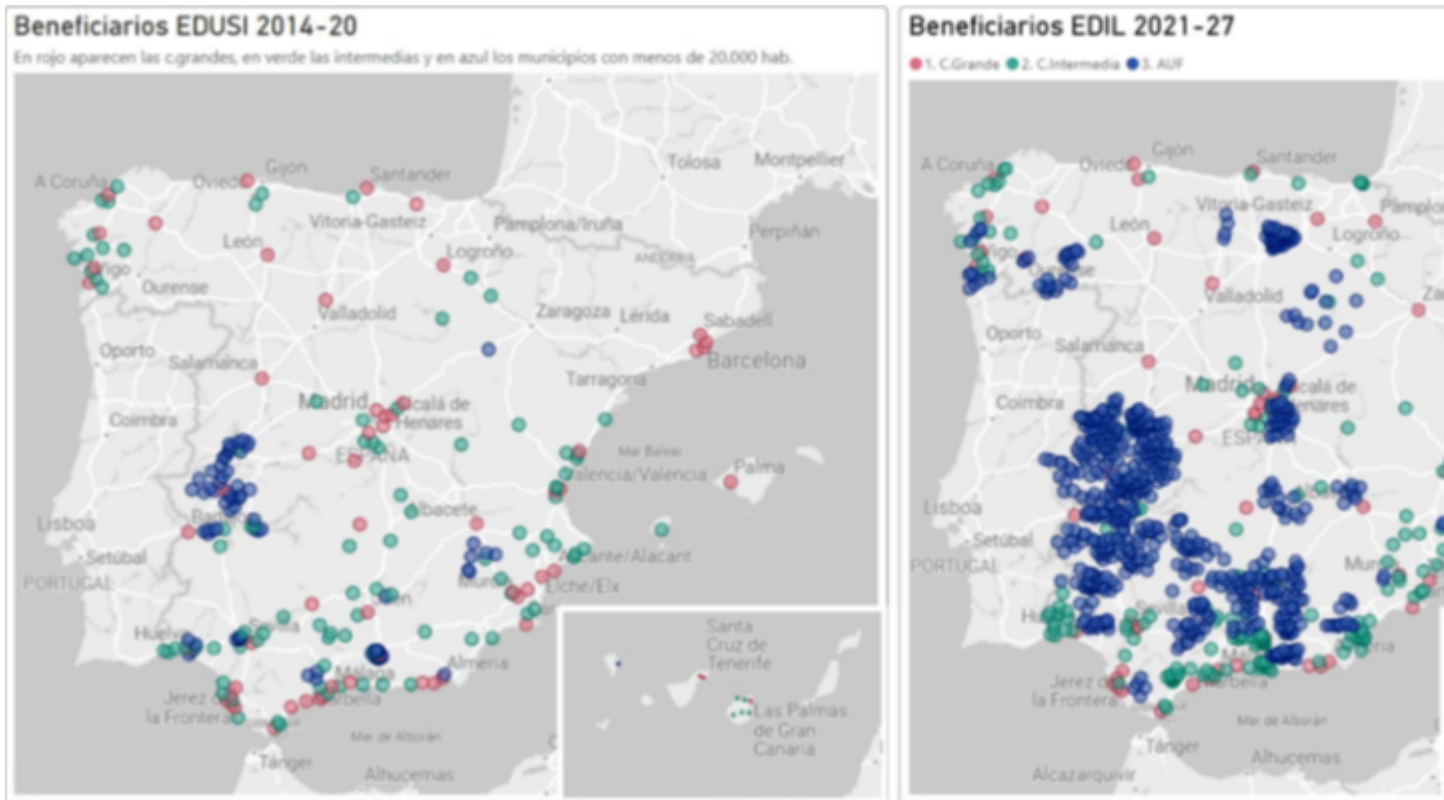 Beneficiarios EDUSI 2014-20
En rojo aparecen las c.grandes, en verde las intermedias y en azul los municipios con menos de 20.000 hab.
Gijón
Tolosa
Montpellier
A Coruña
Oviedo
Santander
Vitoria-Gasteiz
Pamplona/Iruña
Perpiñán
León
Logroño
ANDORRA
Vigo
Ourense
Valladolid
Zaragoza
Lérida
Sabadell
Oporto
Salamanca
Barcelona
Tarragona
Madrid
Alcalá de
Henares
Coimbra
ESPAÑA
Mar Balear
Palma
Valencia/València
Lisboa
Albacete
Setúbal
Alicante/Alacant
PORTUGAL
Elche/Elx
Huelva
Sevilla
Málaga
Almería
Jerez de
la Frontera
Marbella
Mar de Alborán
Tánger
Alhucemas
Santa
Cruz de
Tenerife
Las Palmas
de Gran
Canaria
Beneficiarios EDIL 2021-27
1. C.Grande 2. C.Intermedia 3. AUF
A Coruña
Oviedo
Gijón
Santander
Vitoria-Gasteiz
Pamplo
León
Logroño
Vigo
Ourense
Valladolid
Za
Oporto
Salamanca
Madrid
Alcalá de
Henares
Coimbra
ESPAÑA
Lisboa
Setúbal
PORTUGAL
Sevilla
Jerez de
la Frontera
Marbella
Mar de Alborán
Tánger
Alhucemas
Alcazarquivir